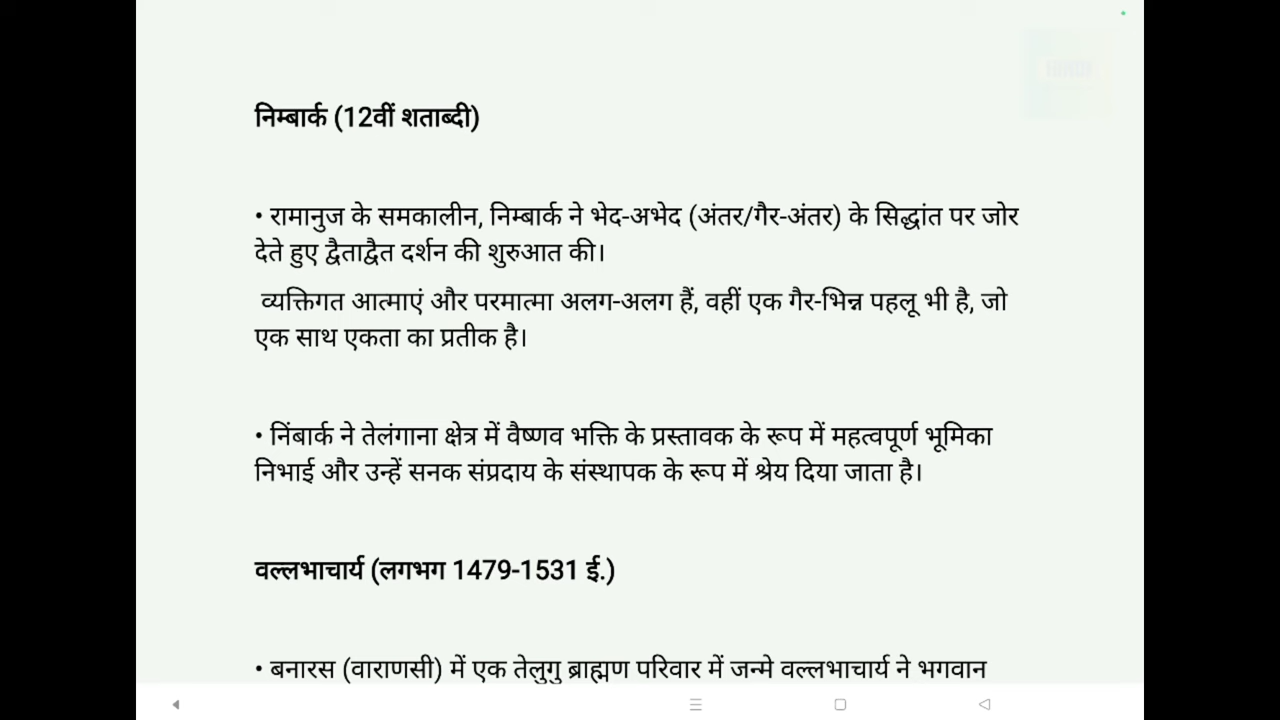 निम्बार्क (12वीं शताब्दी)
• रामानुज के समकालीन, निम्बार्क ने भेद-अभेद (अंतर/गैर-अंतर) के सिद्धांत पर जोर
देते हुए द्वैताद्वैत दर्शन की शुरुआत की।
व्यक्तिगत आत्माएं और परमात्मा अलग-अलग हैं, वहीं एक गैर-भिन्न पहलू भी है, जो
एक साथ एकता का प्रतीक है।
• निंबार्क ने तेलंगाना क्षेत्र में वैष्णव भक्ति के प्रस्तावक के रूप में महत्वपूर्ण भूमिका
निभाई और उन्हें सनक संप्रदाय के संस्थापक के रूप में श्रेय दिया जाता है।
वल्लभाचार्य (लगभग 1479-1531 ई.)
• बनारस (वाराणसी) में एक तेलुगु ब्राह्मण परिवार में जन्मे वल्लभाचार्य ने भगवान